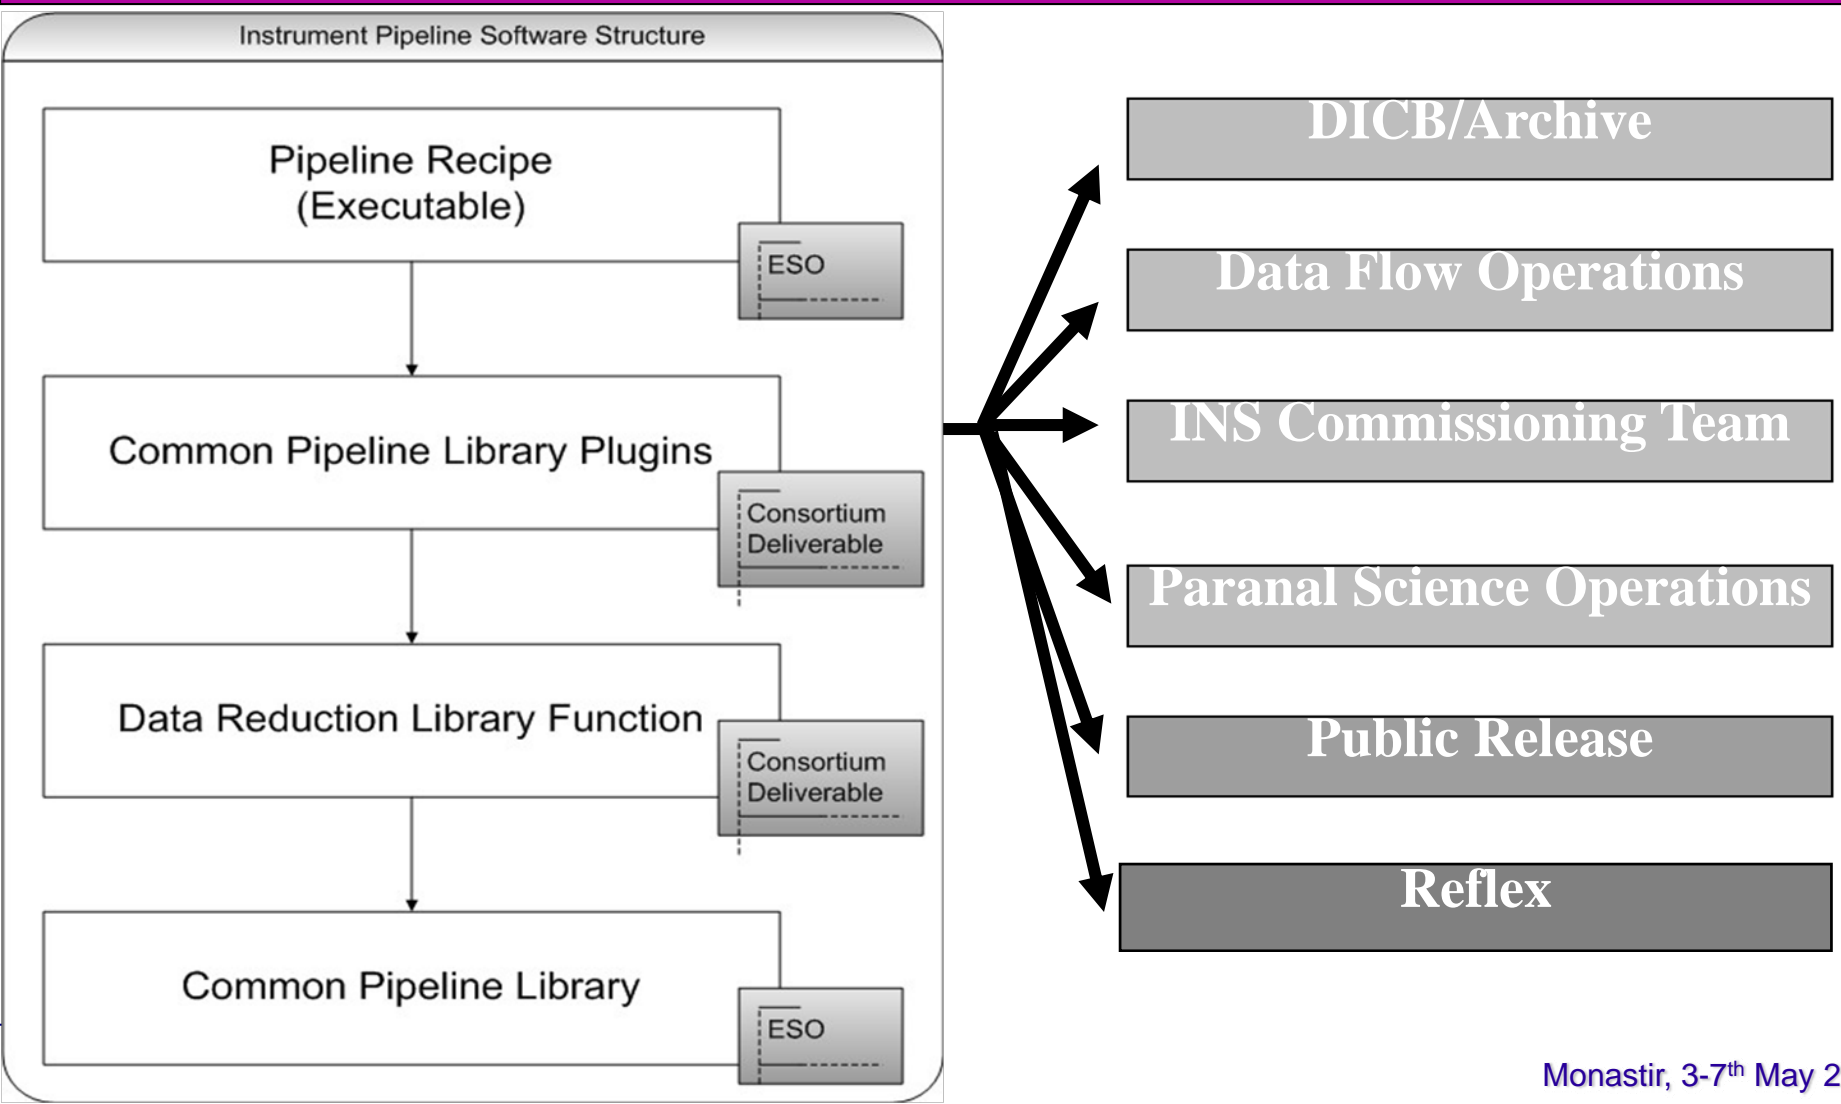 Instrument Pipeline Software Structure
Pipeline Recipe
(Executable)
ESO
Common Pipeline Library Plugins
Consortium
Deliverable
Data Reduction Library Function
Consortium
Deliverable
Common Pipeline Library
ESO
DICB/Archive
Data Flow Operations
INS Commissioning Team
Paranal Science Operations
Public Release
Reflex
Monastir, 3-7th May 2